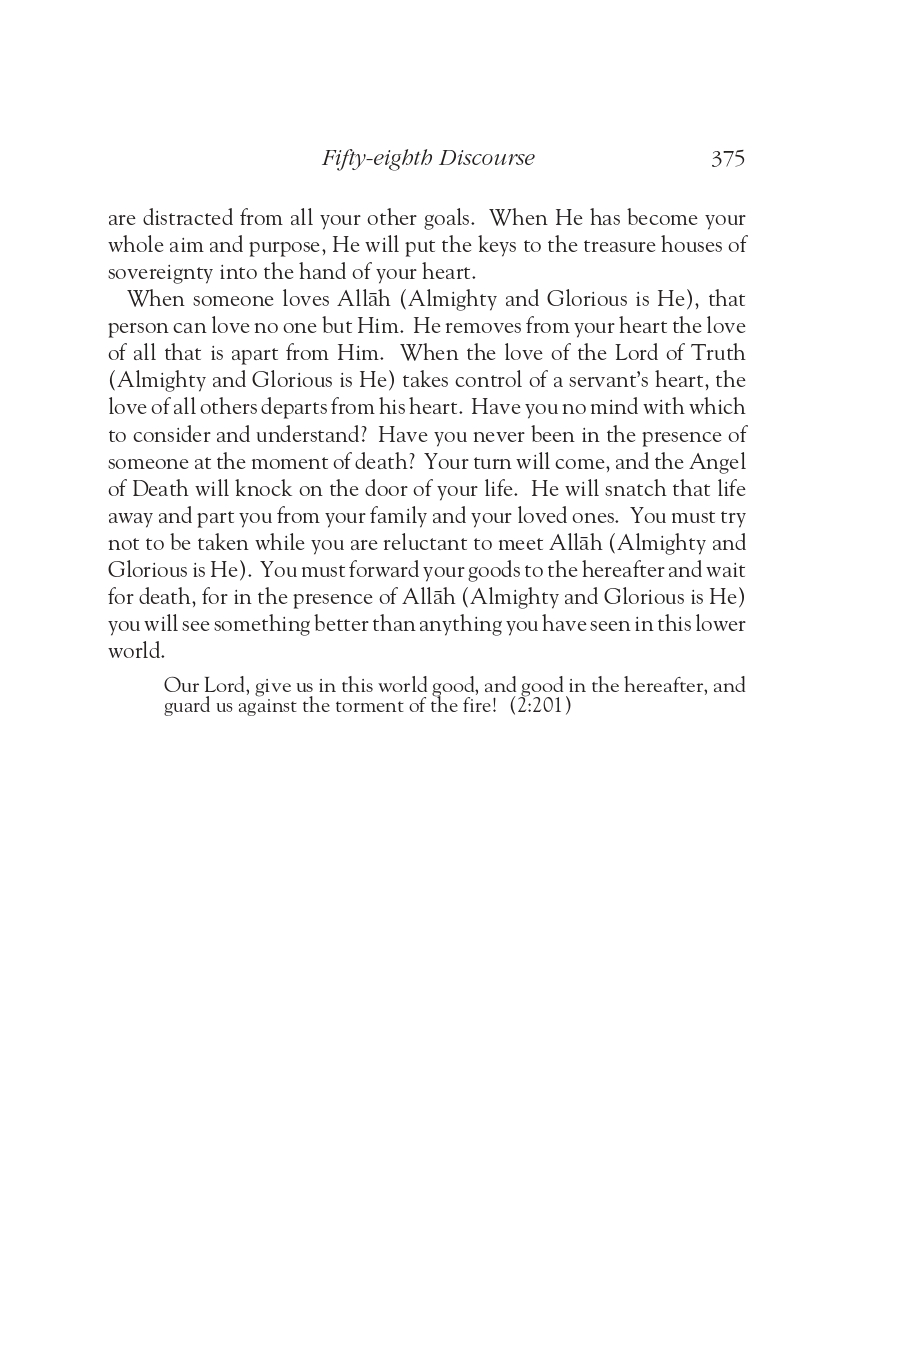 Fifty-eighth Discourse 375
are distracted from all your other goals. When He has become your
whole aim and purpose, He will put the keys to the treasure houses of
sovereignty into the hand of your heart.
When someone loves Allāh (Almighty and Glorious is He), that
person can love no one but Him. He removes from your heart the love
of all that is apart from Him. When the love of the Lord of Truth
(Almighty and Glorious is He) takes control of a servant's heart, the
love of all others departs from his heart. Have you no mind with which
to consider and understand? Have you never been in the presence of
someone at the moment of death? Your turn will come, and the Angel
of Death will knock on the door of your life. He will snatch that life
away and part you from your family and your loved ones. You must try
not to be taken while you are reluctant to meet Allāh (Almighty and
Glorious is He). You must forward your goods to the hereafter and wait
for death, for in the presence of Allāh (Almighty and Glorious is He)
you will see something better than anything you have seen in this lower
world.
Our Lord, give us in this world good, and good in the hereafter, and
guard us against the torment of the fire! (2:201)